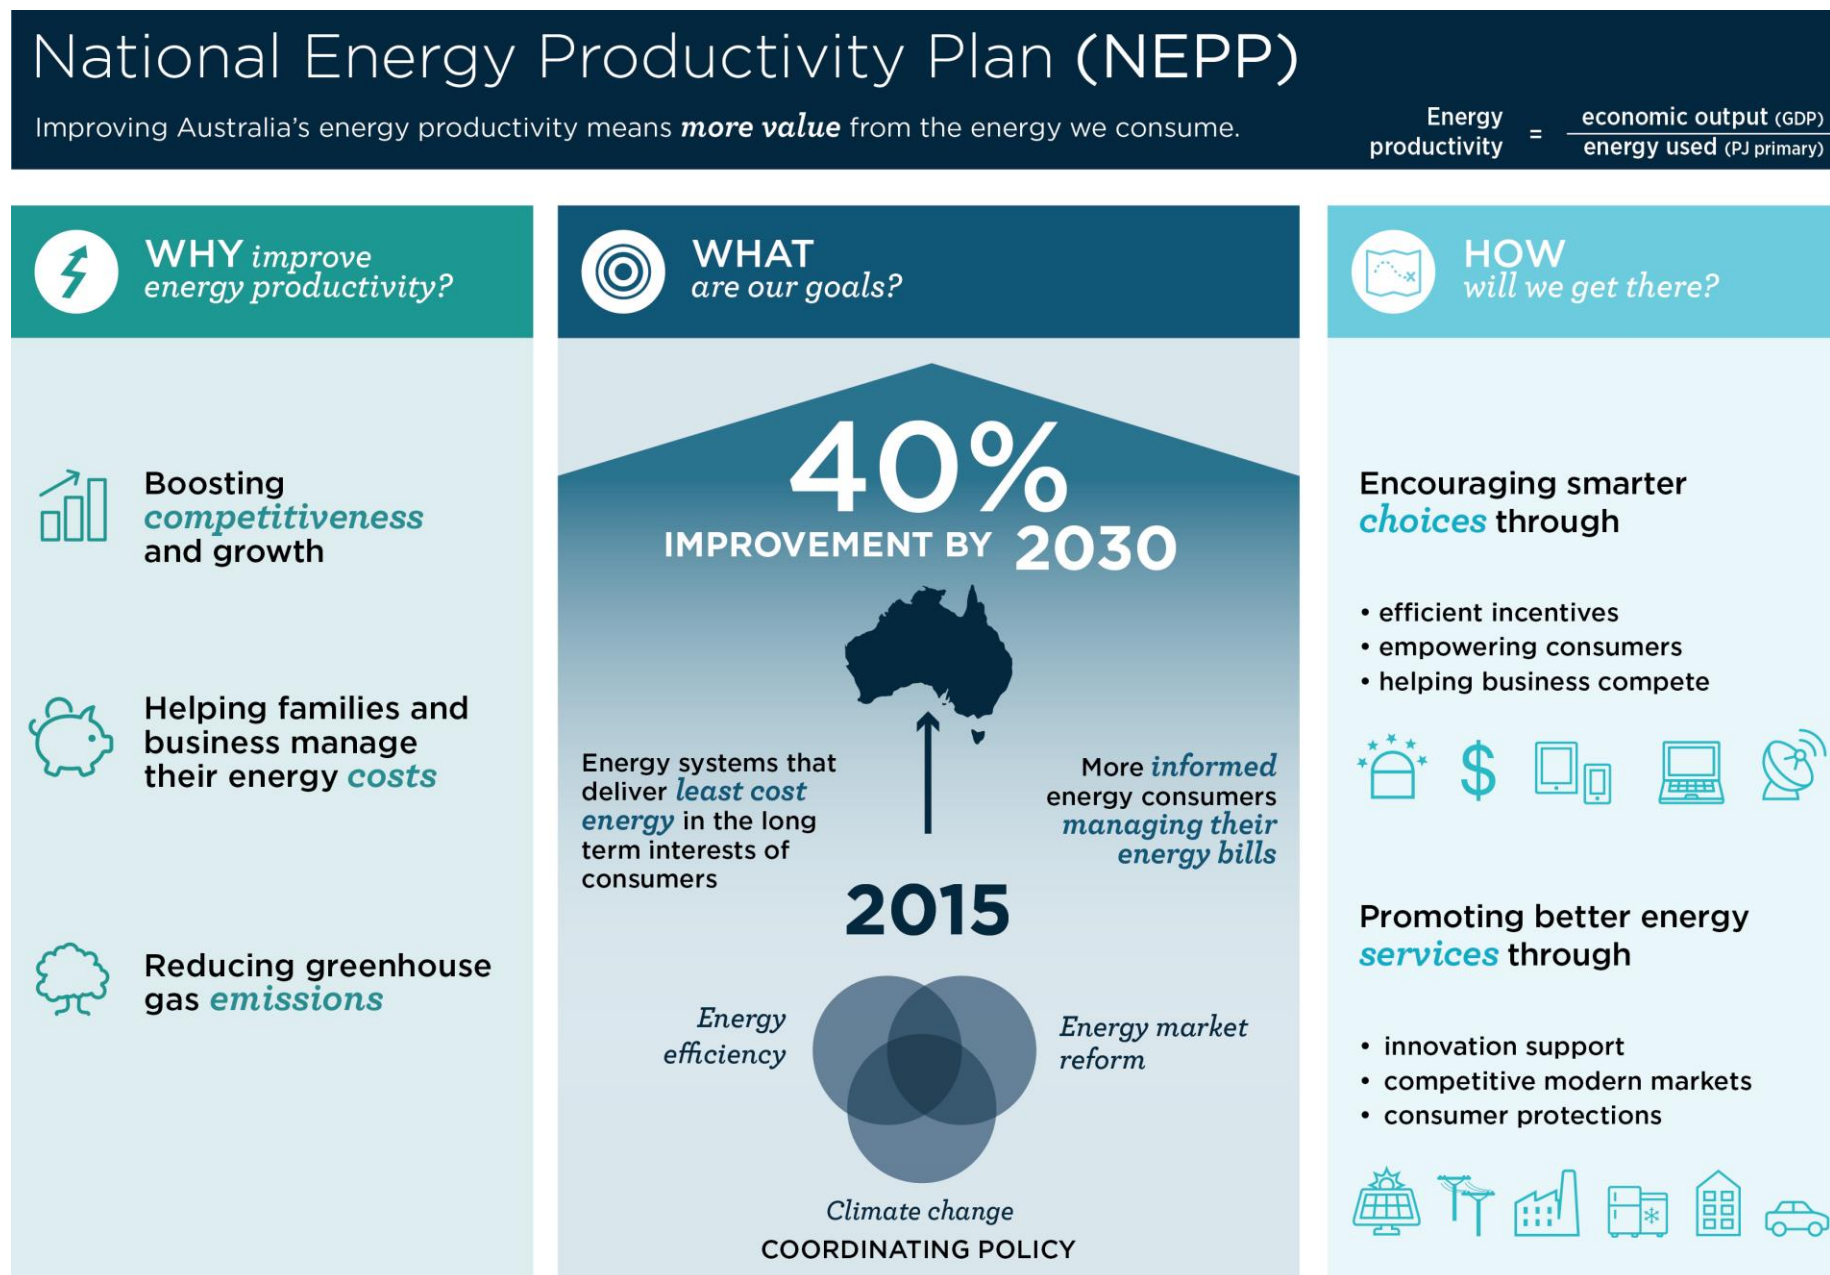 National Energy Productivity Plan (NEPP)
Improving Australia's energy productivity means more value from the energy we consume.
Energy
productivity
=
economic output (GDP)
energy used (PJ primary)
WHY improve
energy productivity?
Boosting
competitiveness
and growth
Helping families and
business manage
their energy costs
Reducing greenhouse
gas emissions
WHAT
are our goals?
40%
IMPROVEMENT BY 2030
Energy systems that
deliver least cost
energy in the long
term interests of
consumers
More informed
energy consumers
managing their
energy bills
2015
Energy
efficiency
Energy market
reform
Climate change
COORDINATING POLICY
HOW
will we get there?
Encouraging smarter
choices through
• efficient incentives
• empowering consumers
• helping business compete
$
Promoting better energy
services through
• innovation support
• competitive modern markets
• consumer protections